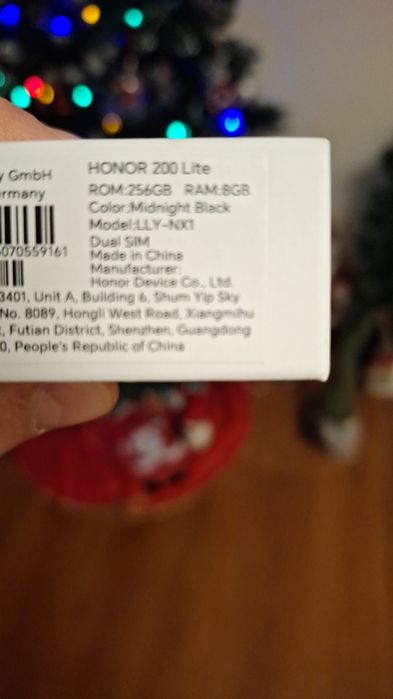 y GmbH
ermany
070559161
HONOR 200 Lite
ROM:256GB RAM:8GB
Color:Midnight Black
Model:LLY-NX1
Dual SIM
Made in China
Manufacturer:
Honor Device Co., Ltd.
3401, Unit A, Building 6, Shum Yip Sky
No. 8089, Hongli West Road, Xiangmihu
t, Futian District, Shenzhen, Guangdong
0, People's Republic of China